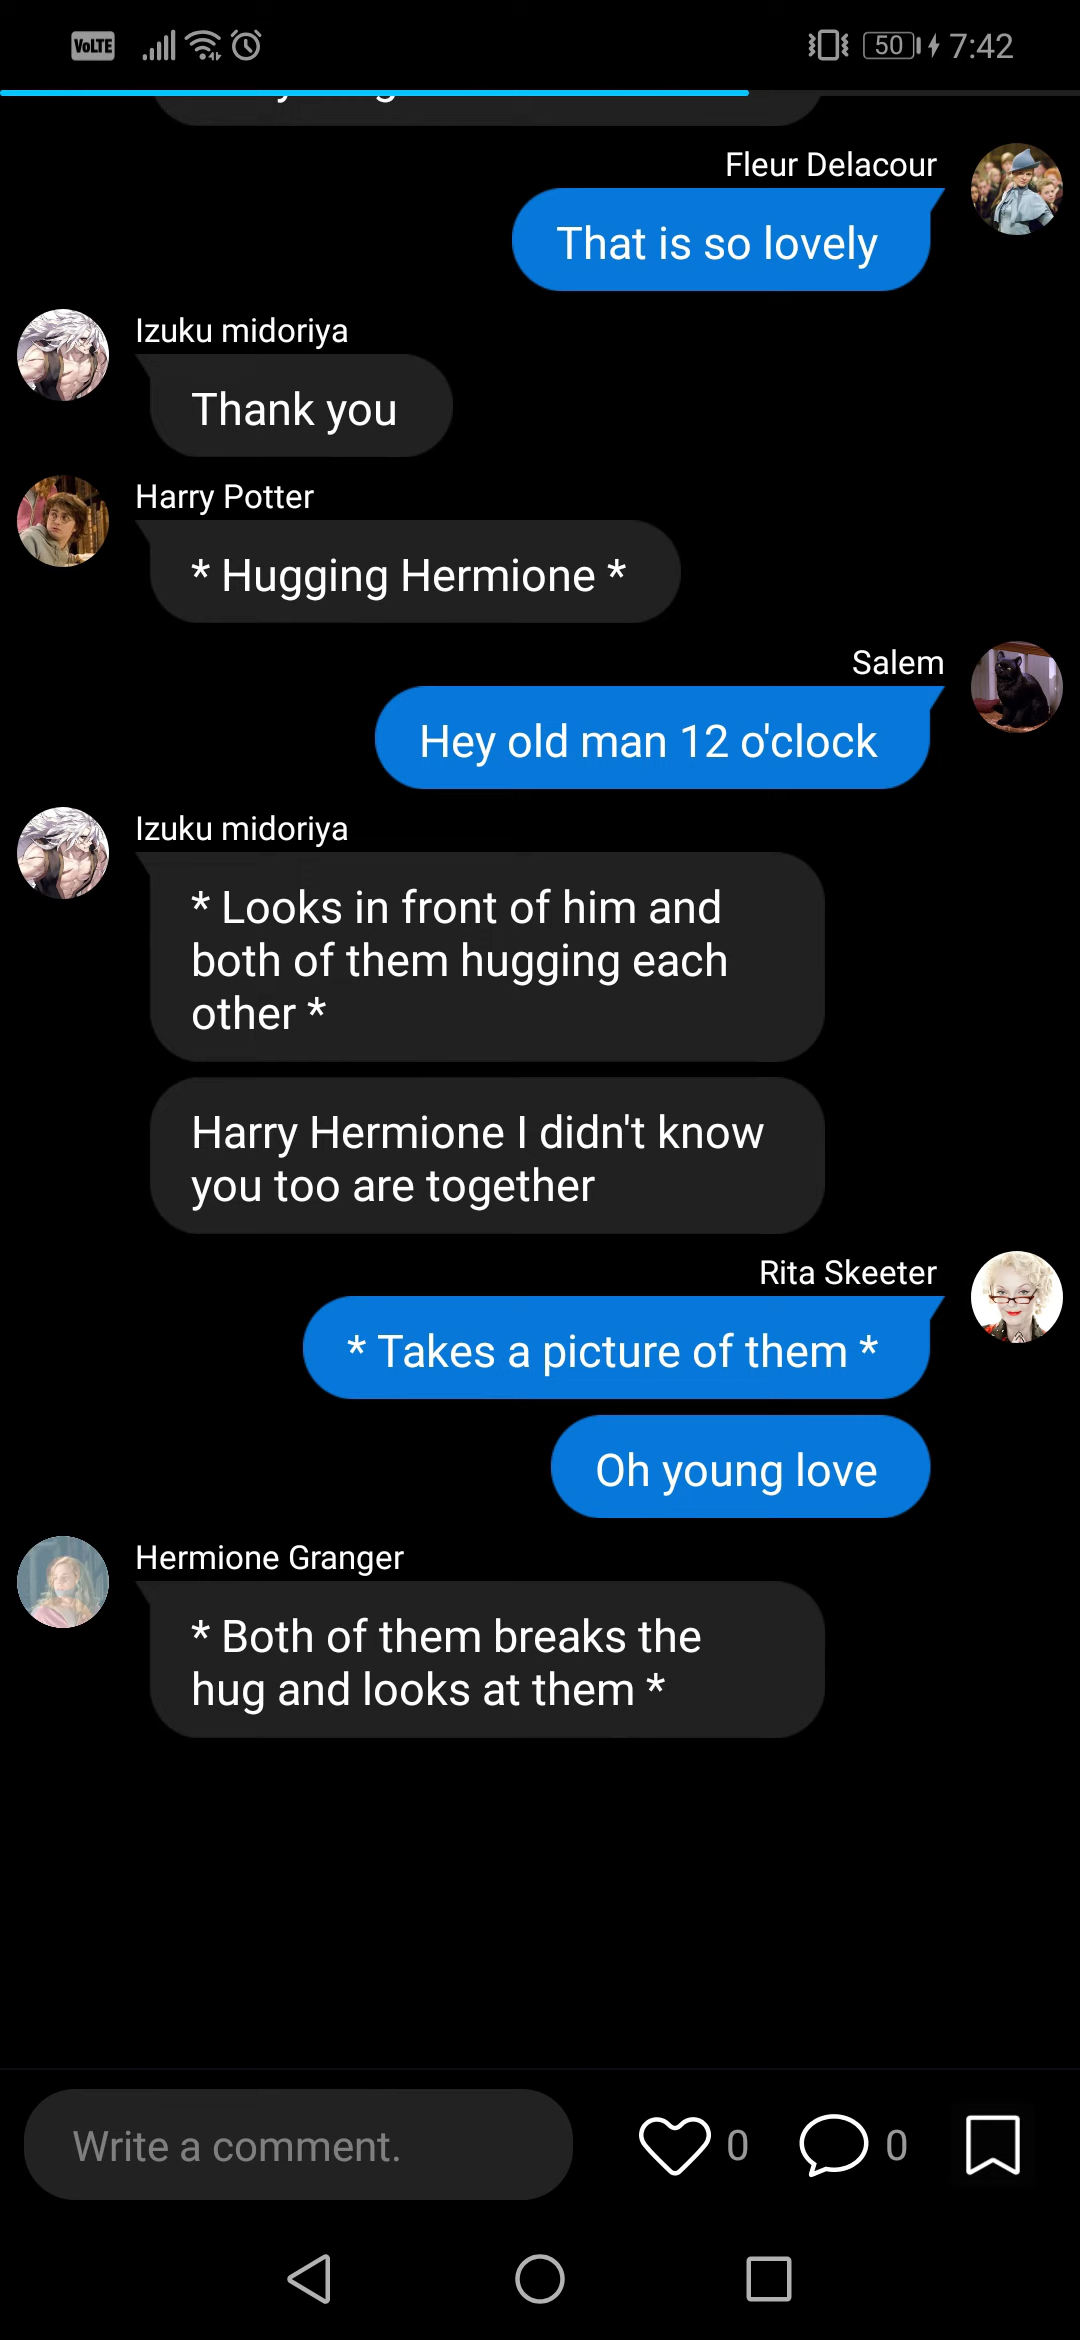 VoLTE
50
7:42
Fleur Delacour
That is so lovely
Izuku midoriya
Thank you
Harry Potter
* Hugging Hermione *
Salem
Hey old man 12 o'clock
Izuku midoriya
* Looks in front of him and
both of them hugging each
other *
Harry Hermione I didn't know
you too are together
Rita Skeeter
* Takes a picture of them *
Oh young love
Hermione Granger
* Both of them breaks the
hug and looks at them *
Write a comment.
0
0